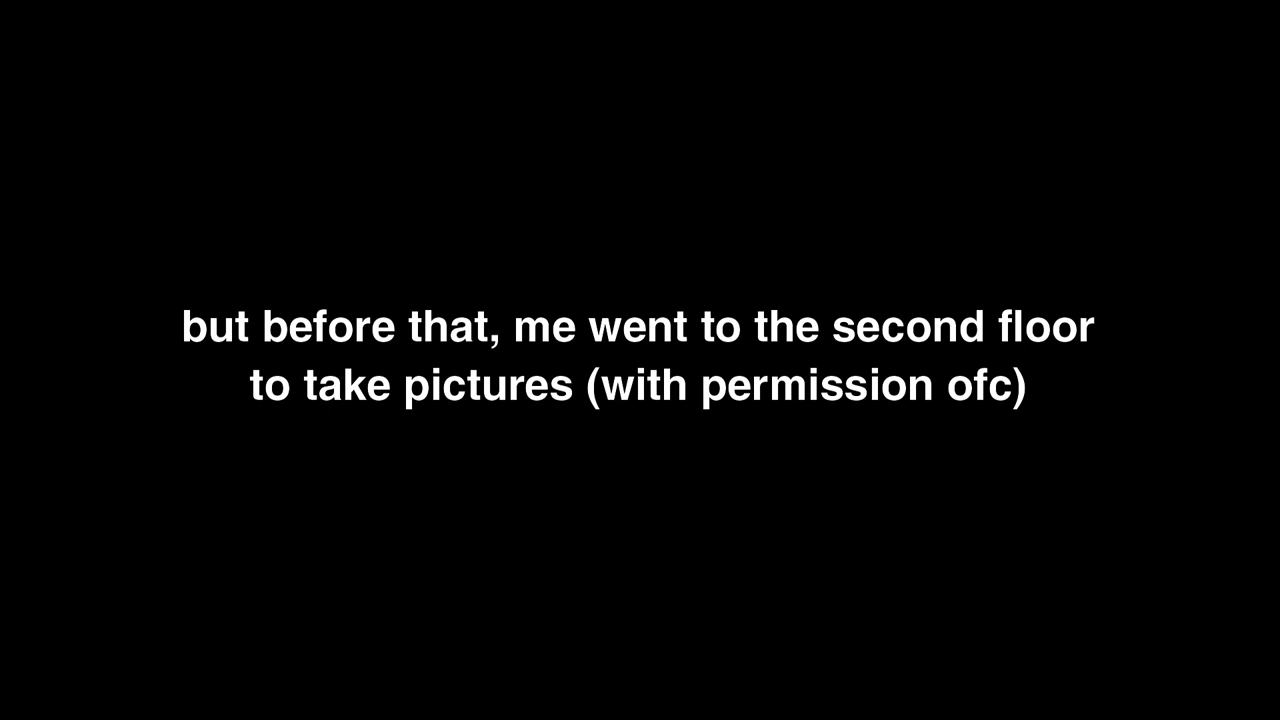 but before that, me went to the second floor
to take pictures (with permission ofc)